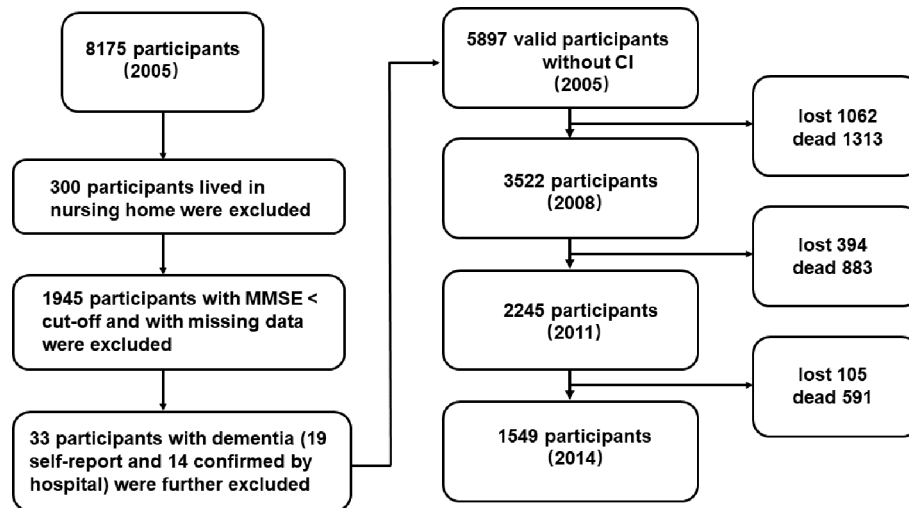 8175 participants
(2005)
300 participants lived in
nursing home were excluded
1945 participants with MMSE <
cut-off and with missing data
were excluded
33 participants with dementia (19
self-report and 14 confirmed by
hospital) were further excluded
5897 valid participants
without CI
(2005)
lost 1062
dead 1313
3522 participants
(2008)
lost 394
dead 883
2245 participants
(2011)
lost 105
dead 591
1549 participants
(2014)